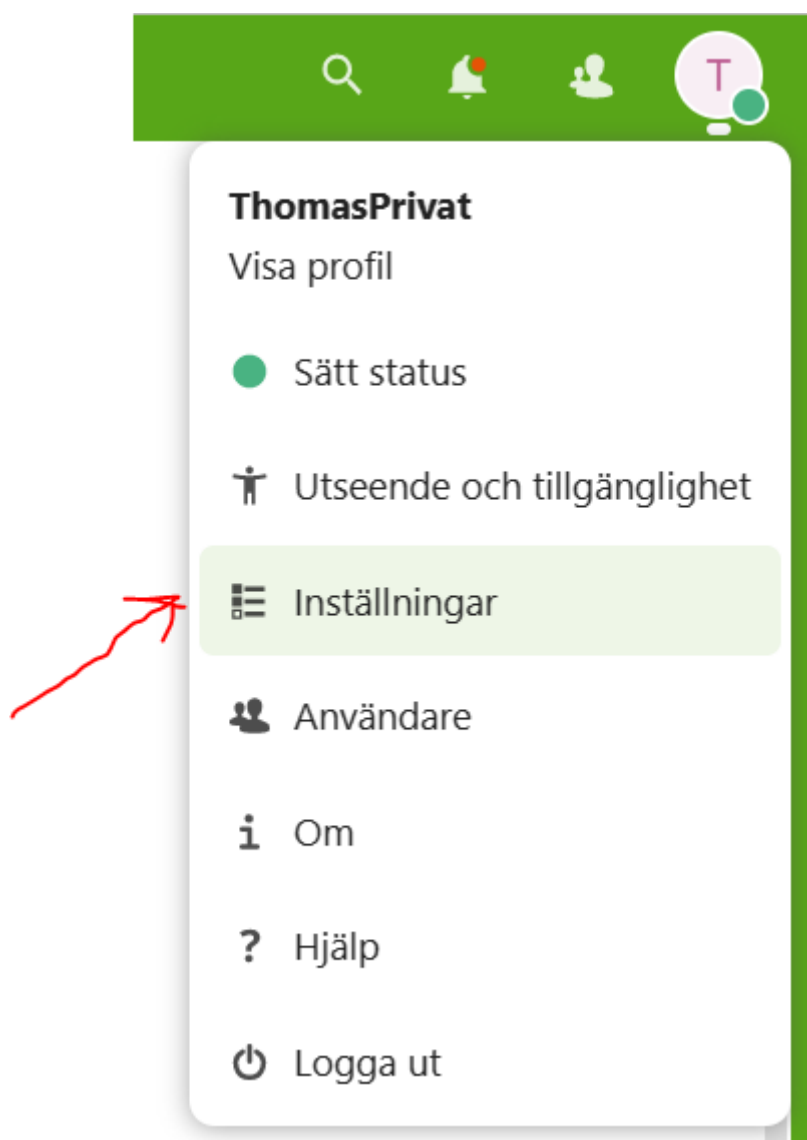 T
ThomasPrivat
Visa profil
Sätt status
Utseende och tillgänglighet
Inställningar
Användare
Om
Hjälp
Logga ut